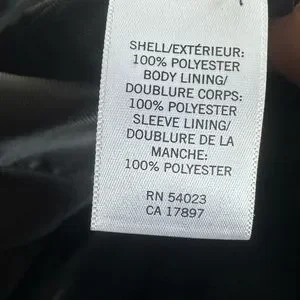 SHELL/EXTÉRIEUR:
100% POLYESTER
BODY LINING/
DOUBLURE CORPS:
100% POLYESTER
SLEEVE LINING/
DOUBLURE DE LA
MANCHE:
100% POLYESTER
RN 54023
CA 17897